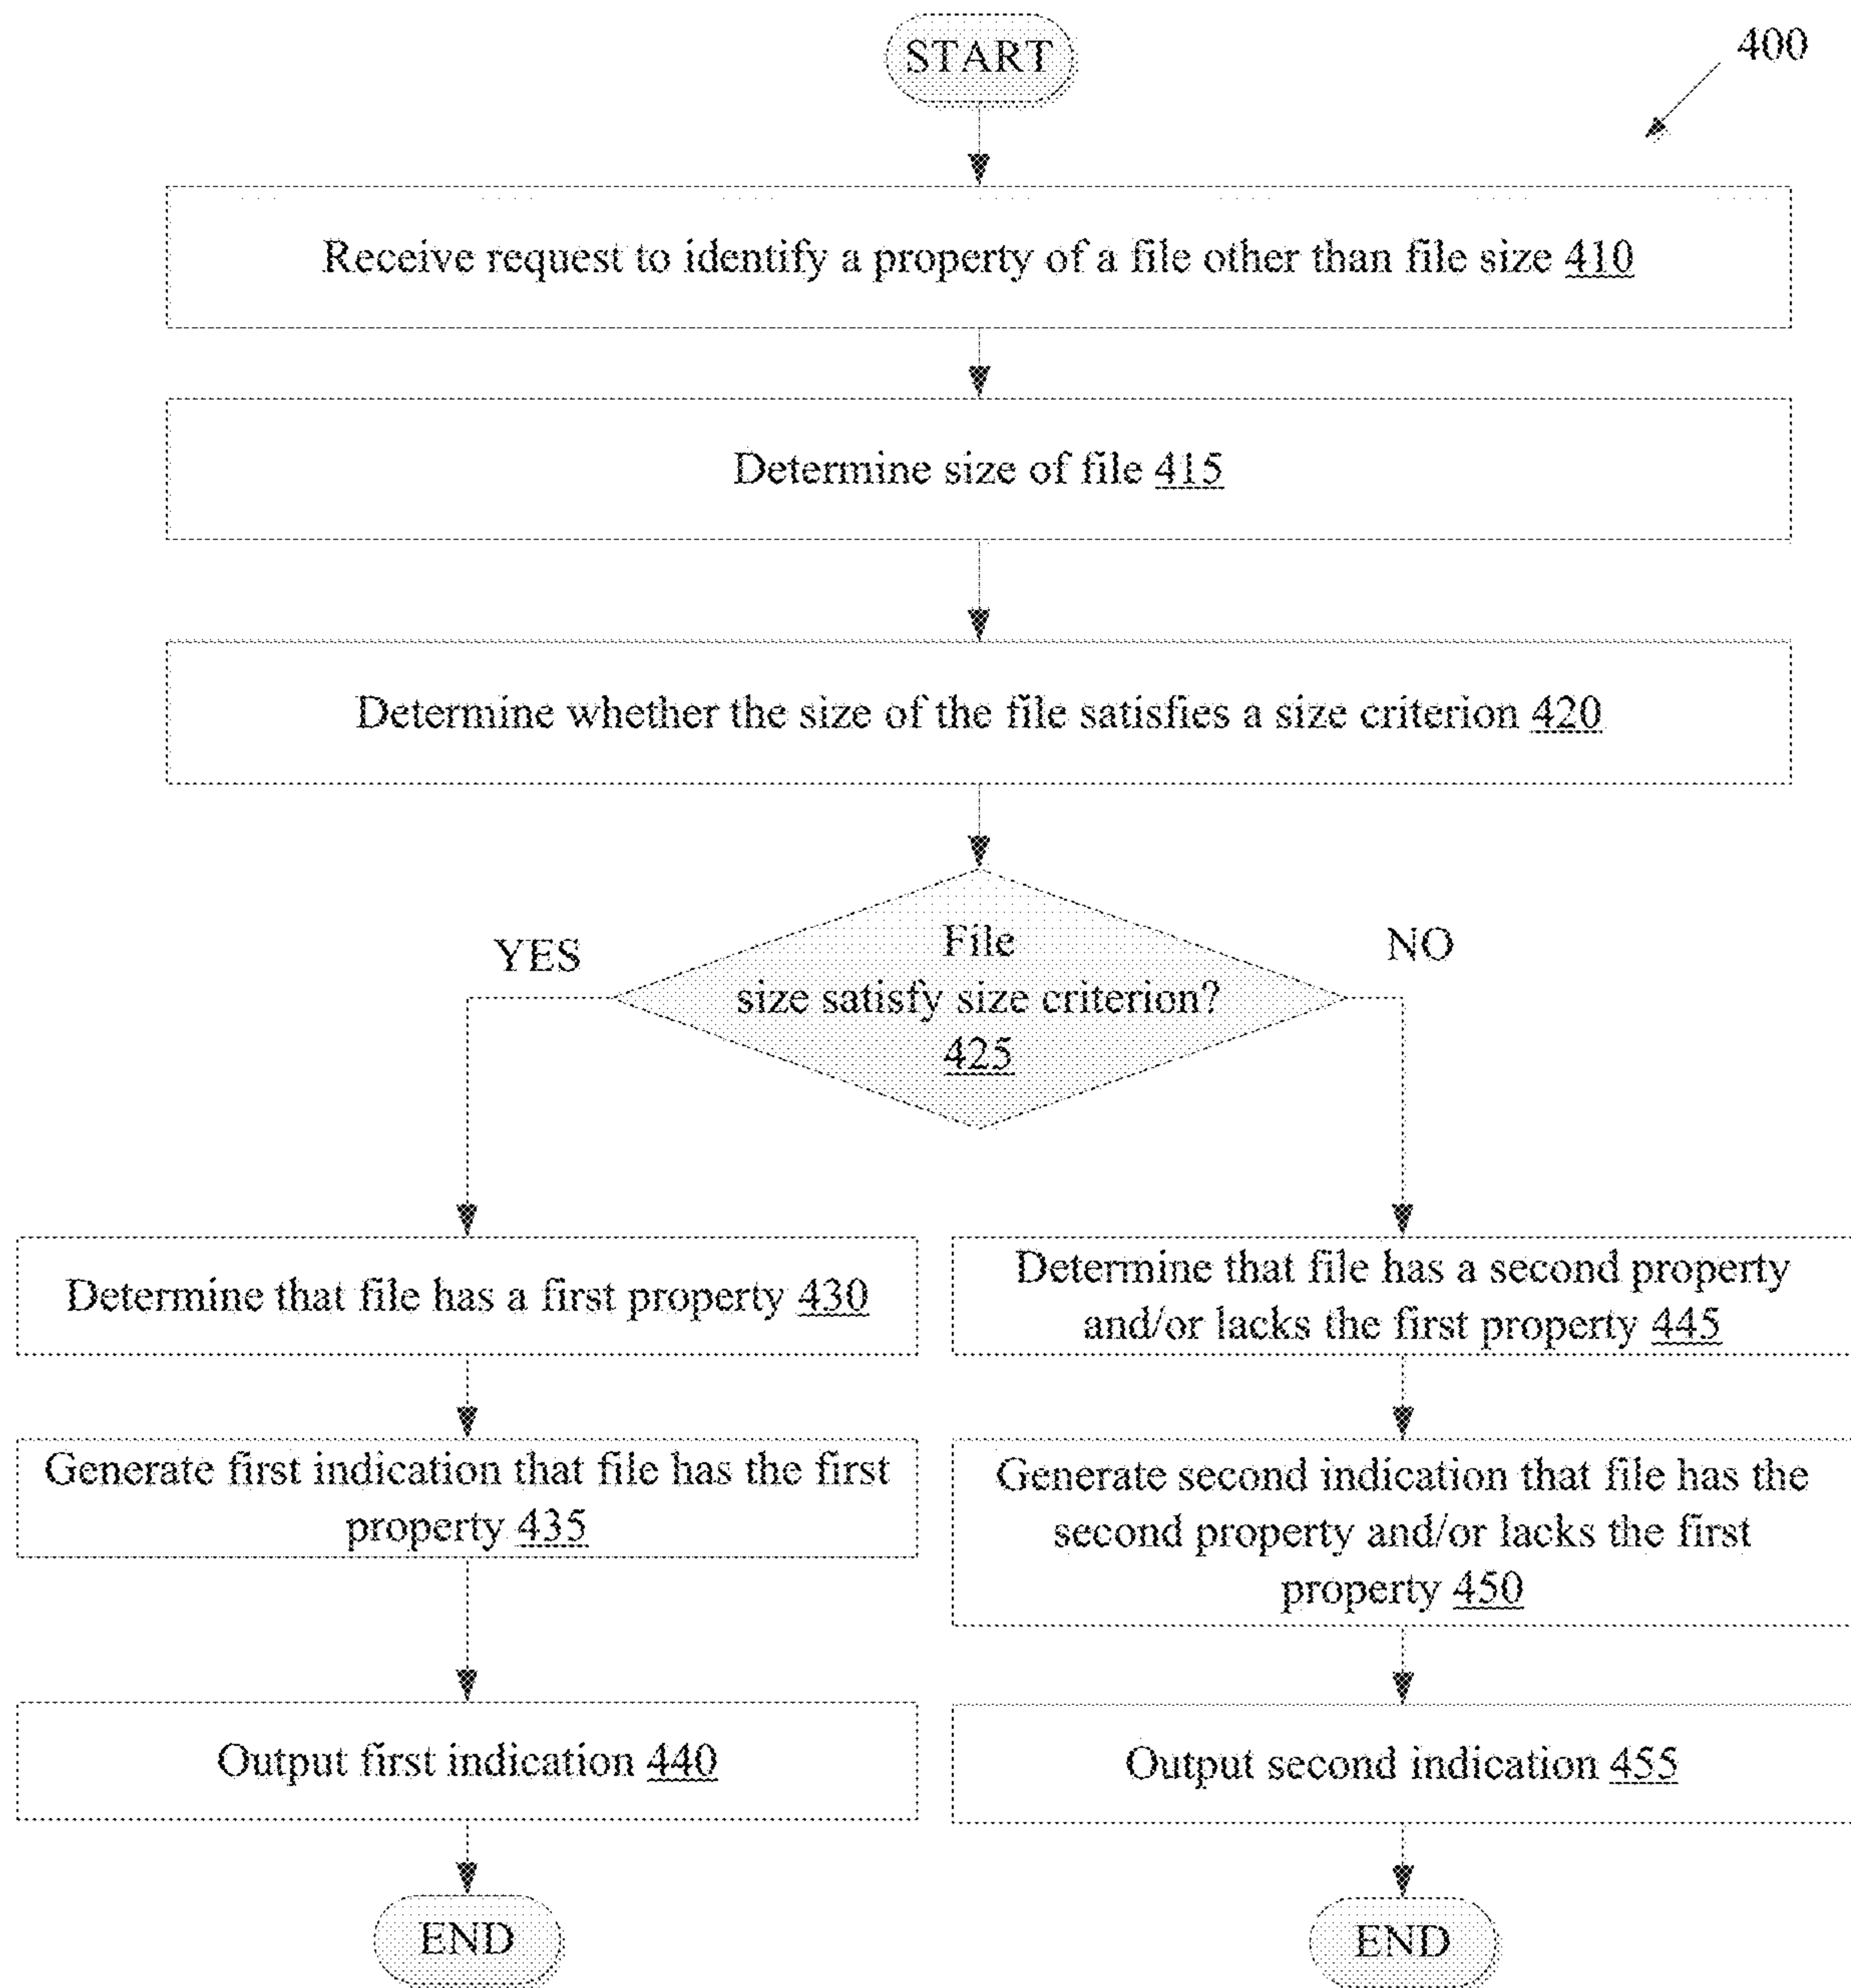 START
400
Receive request to identify a property of a file other than file size 410
Determine size of file 415
Determine whether the size of the file satisfies a size criterion 420
File
size satisfy size criterion?
425
YES
NO
Determine that file has a first property 430
Generate first indication that file has the first
property 435
Output first indication 440
END
Determine that file has a second property
and/or lacks the first property 445
Generate second indication that file has the
second property and/or lacks the first
property 450
Output second indication 455
END